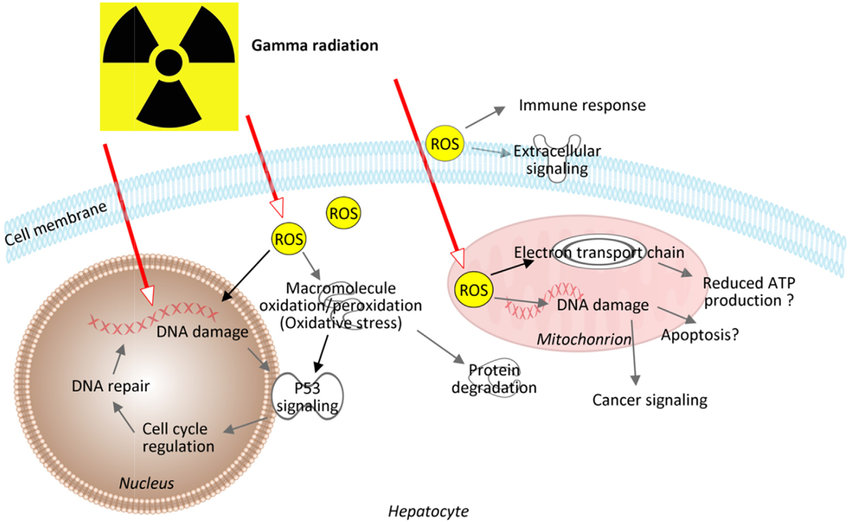 Gamma radiation
Immune response
ROS
Extracellular
signaling
Cell membrane
ROS
ROS
Electron transport chain
Macromolecule
oxidation/peroxidation
(Oxidative stress)
ROS
Reduced ATP
production ?
DNA damage
DNA damage
Mitochonrion
Apoptosis?
DNA repair
P53
signaling
Protein
degradation
Cancer signaling
Cell cycle
regulation
Nucleus
Hepatocyte